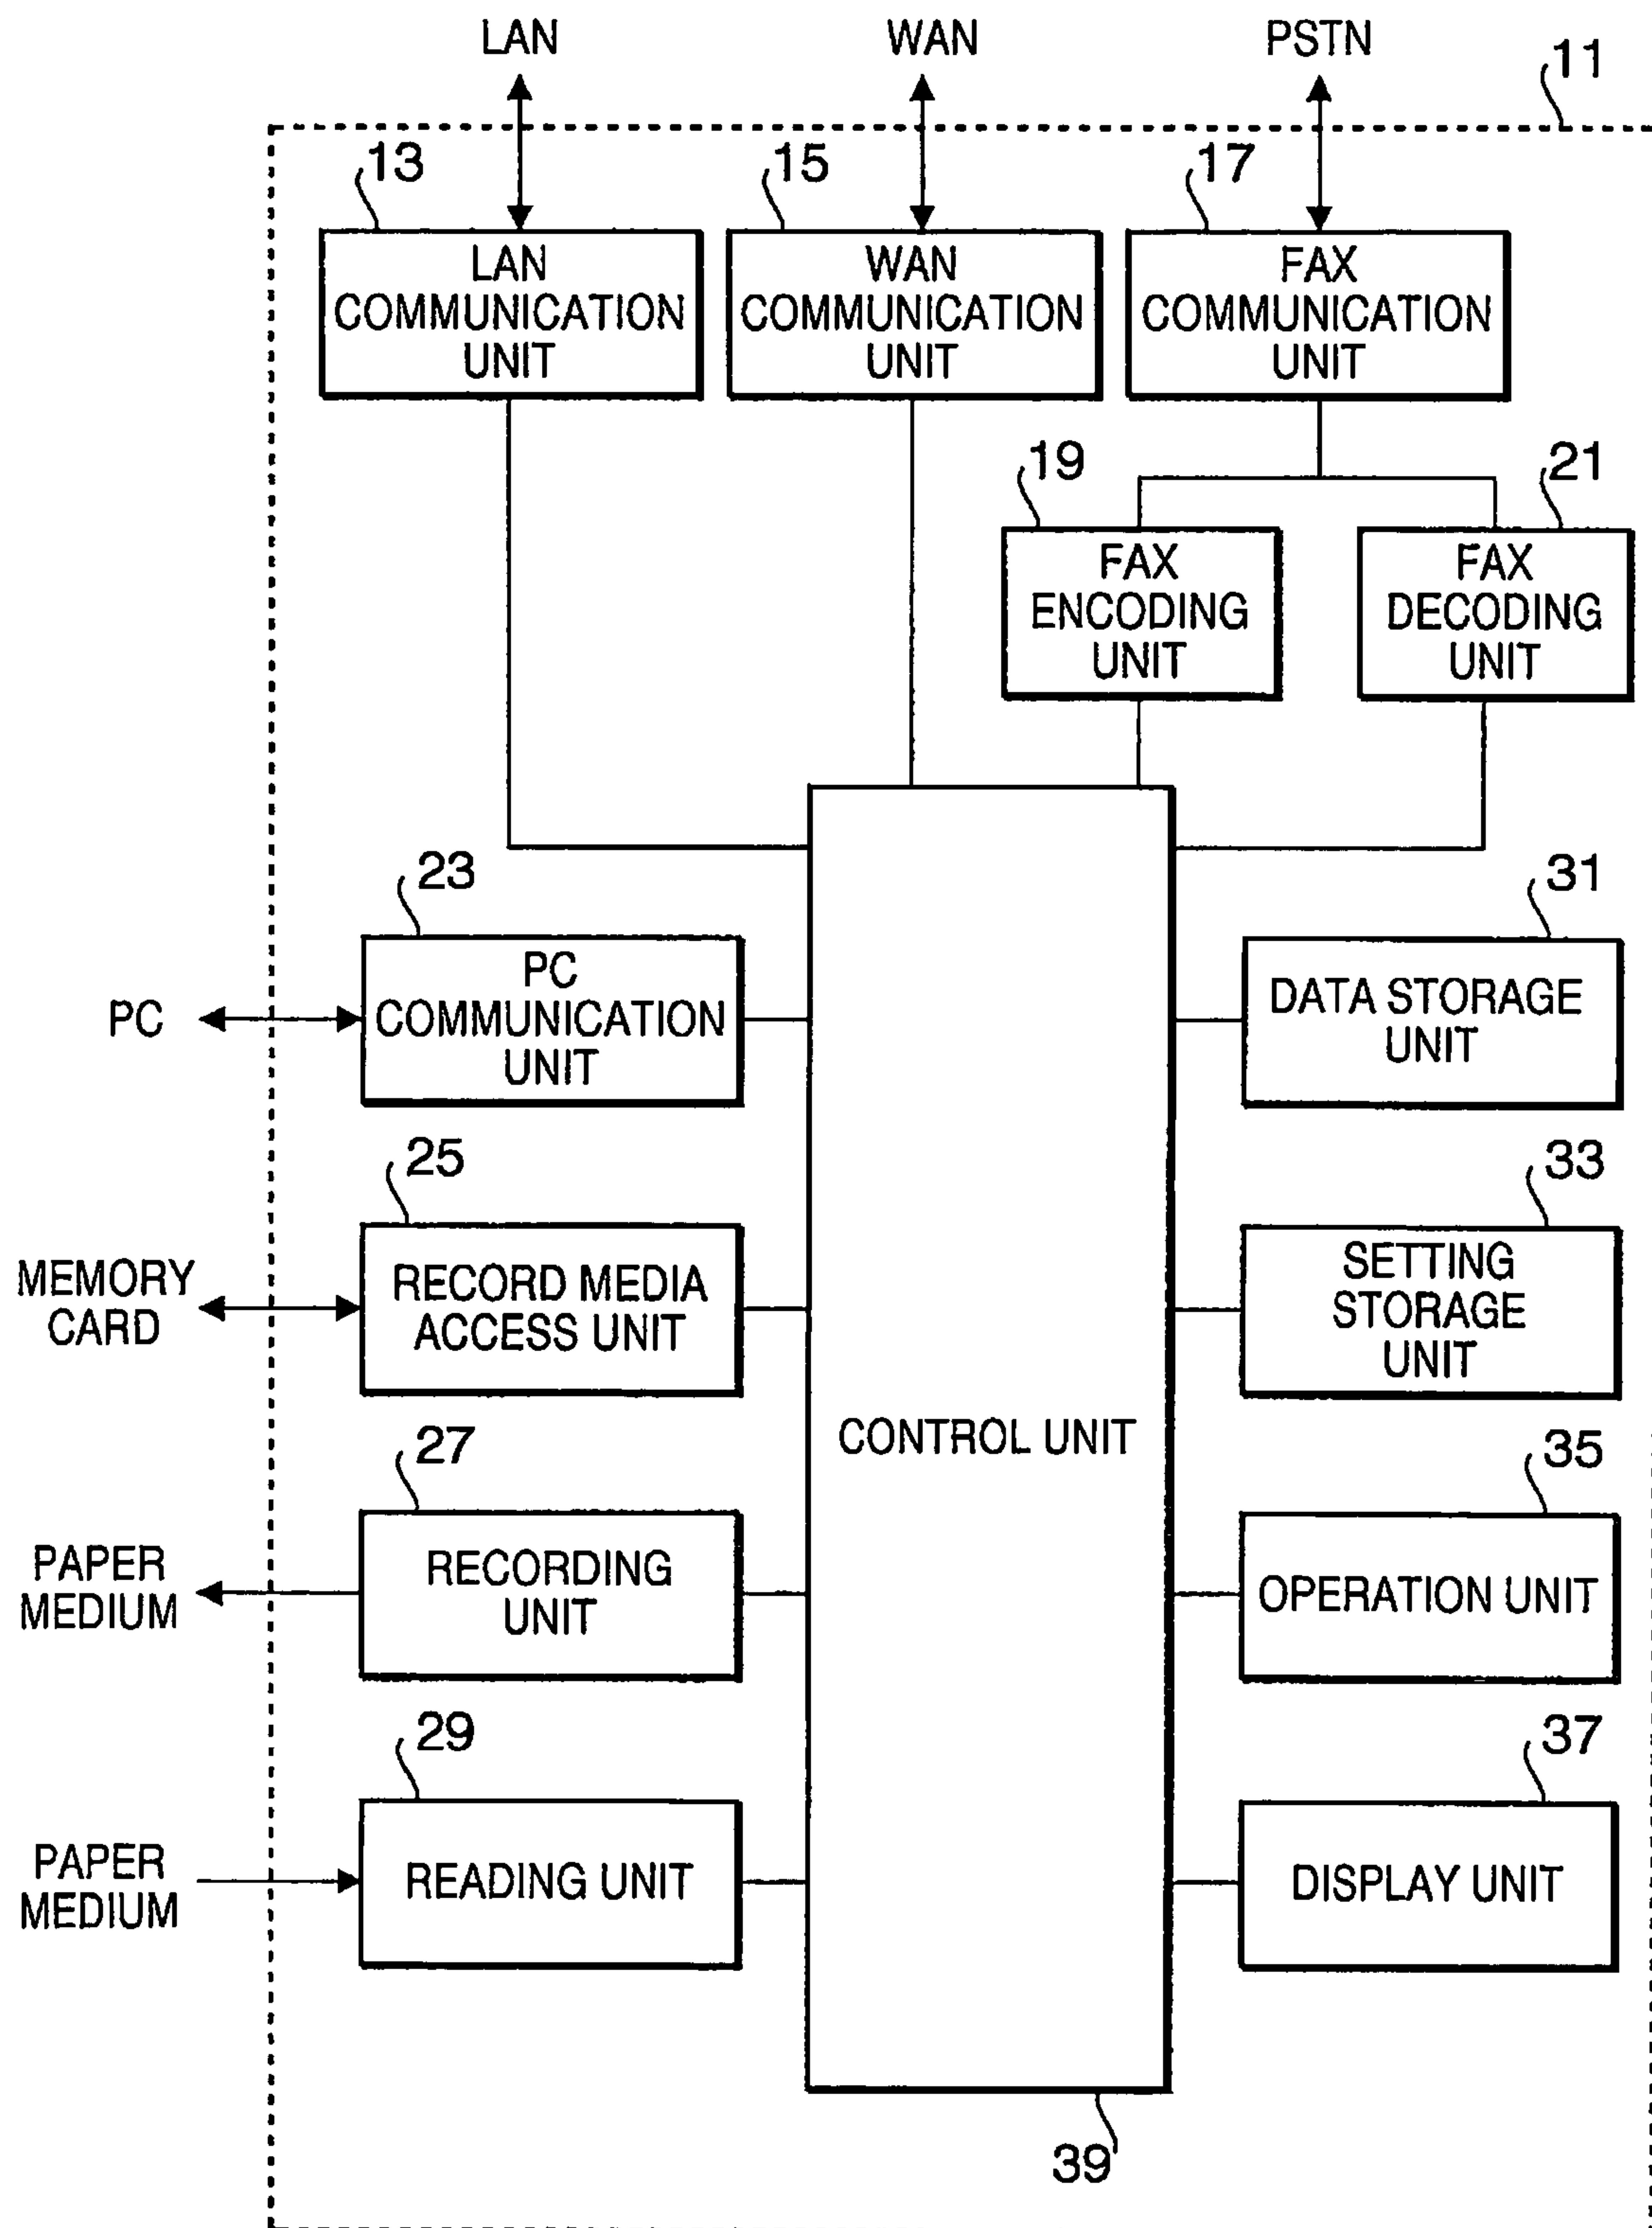 LAN
WAN
PSTN
11
13
15
17
LAN
COMMUNICATION
UNIT
WAN
COMMUNICATION
UNIT
FAX
COMMUNICATION
UNIT
19
21
FAX
ENCODING
UNIT
FAX
DECODING
UNIT
23
31
PC
PC
COMMUNICATION
UNIT
DATA STORAGE
UNIT
25
33
MEMORY
CARD
RECORD MEDIA
ACCESS UNIT
SETTING
STORAGE
UNIT
CONTROL UNIT
27
35
PAPER
MEDIUM
RECORDING
UNIT
OPERATION UNIT
29
37
PAPER
MEDIUM
READING UNIT
DISPLAY UNIT
39